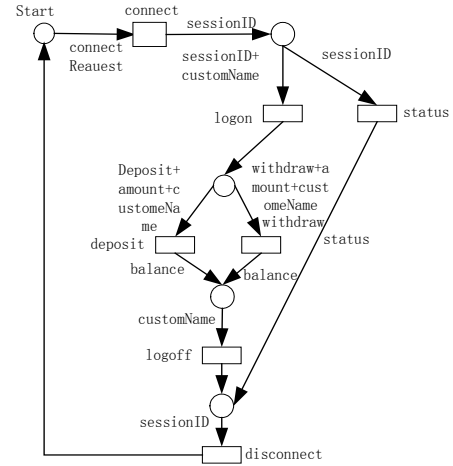 Start
connect
connect
Reauest
sessionID
sessionID+
customName
sessionID
logon
status
Deposit+
amount+c
ustomeNa
me
withdraw+a
mount+cust
omeName
withdraw
deposit
status
balance
balance
customName
logoff
sessionID
disconnect